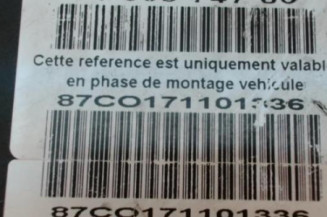 Cette reference est uniquement valabl
en phase de montage vehicule
87CO171101336
87CO171101336